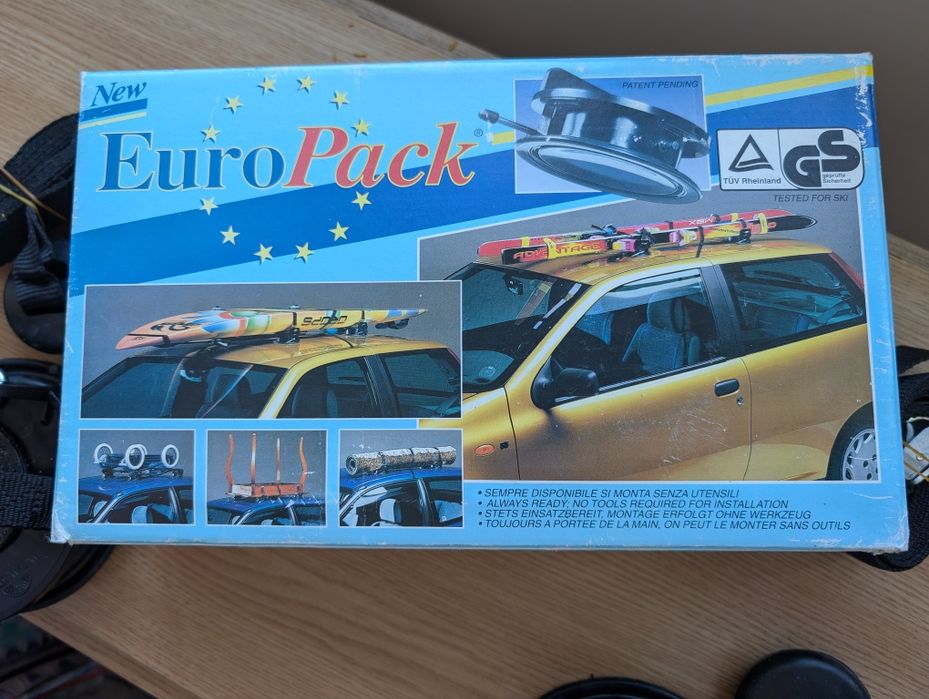 New
EuroPack®
PATENT PENDING
TÜV Rheinland
GS
geprüfte
Sicherheit
TESTED FOR SKI
ADVENTAGE
• SEMPRE DISPONIBILE SI MONTA SENZA UTENSILI
• ALWAYS READY; NO TOOLS REQUIRED FOR INSTALLATION
• STETS EINSATZBEREIT, MONTAGE ERFOLGT OHNE WERKZEUG
• TOUJOURS A PORTEE DE LA MAIN, ON PEUT LE MONTER SANS OUTILS